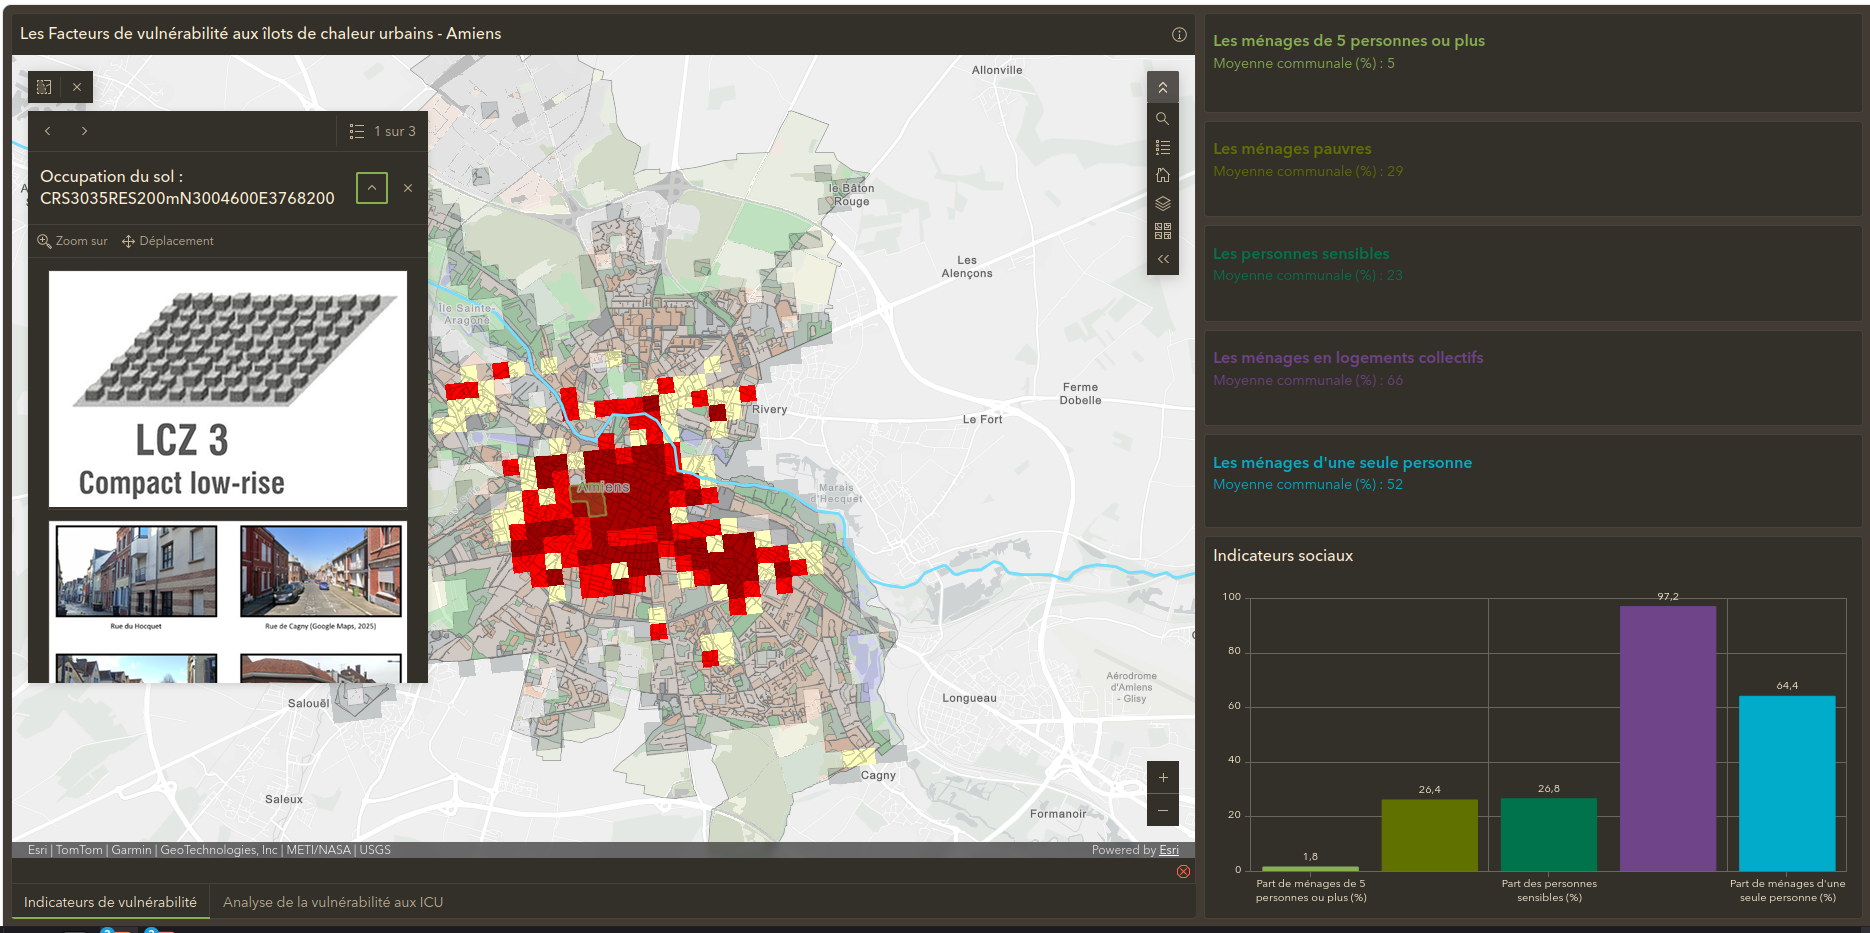 Les Facteurs de vulnérabilité aux îlots de chaleur urbains - Amiens
1 sur 3
Occupation du sol :
CRS3035RES200mN3004600E3768200
Zoom sur
Déplacement
LCZ 3
Compact low-rise
Rue du Hocquet
Rue de Cagny (Google Maps, 2025)
Allonville
le Bâton
Rouge
Les
Alençons
Ile Sainte-
Aragone
Ferme
Dobelle
Rivery
Le Fort
Amiens
Marais
d'Hecquet
Salouël
Longueau
Aérodrome
d'Amiens
- Glisy
Saleux
Cagny
Formanoir
Esri | TomTom | Garmin | GeoTechnologies, Inc | METI/NASA | USGS
Powered by Esri
Indicateurs de vulnérabilité
Analyse de la vulnérabilité aux ICU
Les ménages de 5 personnes ou plus
Moyenne communale (%) : 5
Les ménages pauvres
Moyenne communale (%) : 29
Les personnes sensibles
Moyenne communale (%) : 23
Les ménages en logements collectifs
Moyenne communale (%) : 66
Les ménages d'une seule personne
Moyenne communale (%) : 52
Indicateurs sociaux
100
80
60
40
20
0
1,8
26,4
26,8
97,2
64,4
Part de ménages de 5
personnes ou plus (%)
Part des personnes
sensibles (%)
Part de ménages d'une
seule personne (%)